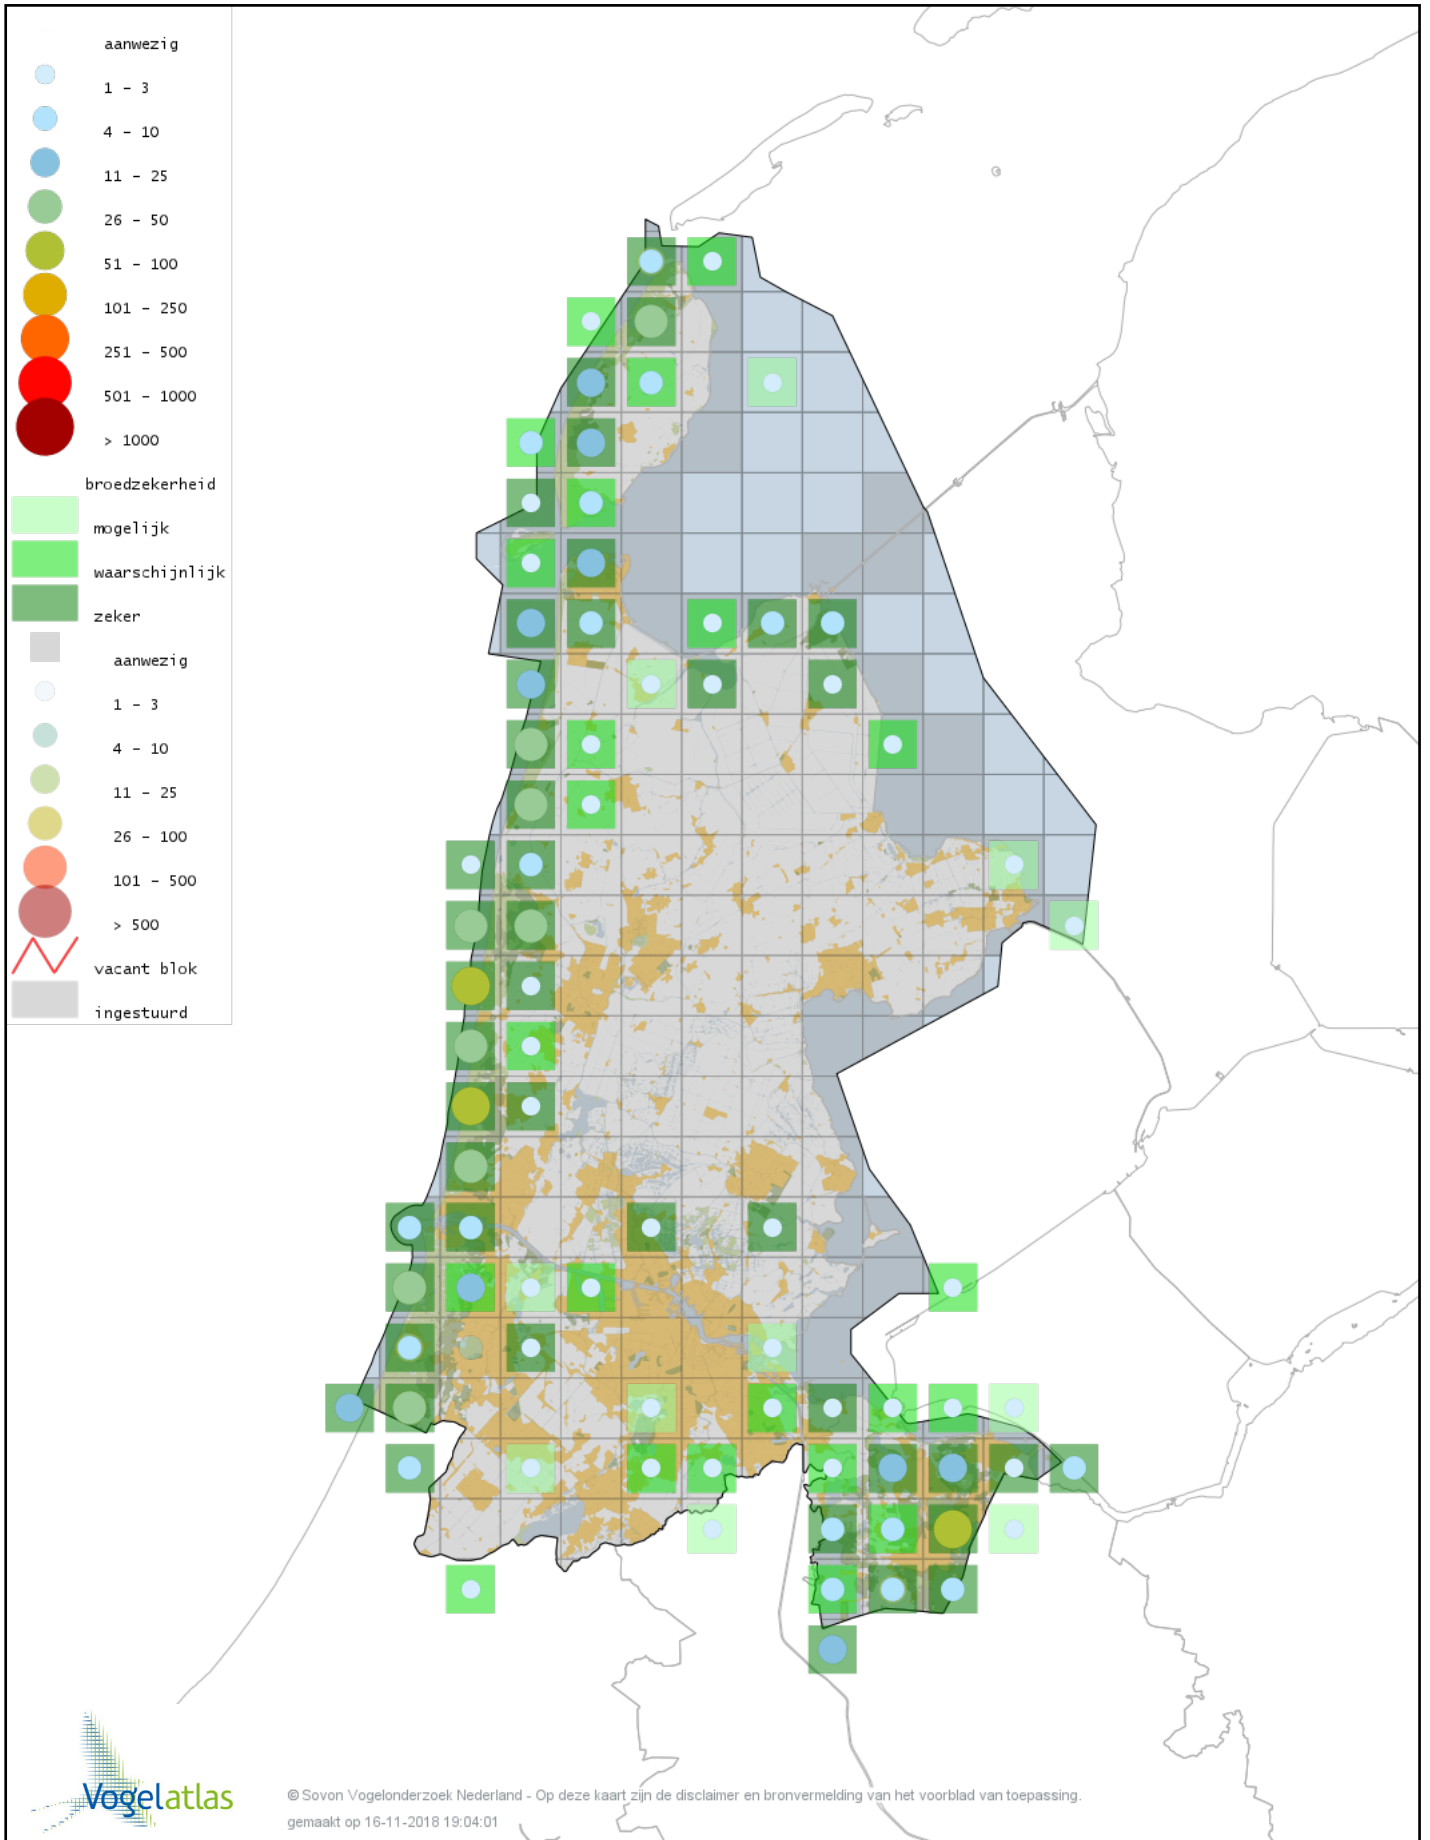 aanwezig
1 - 3
4 - 10
11 - 25
26 - 50
51 - 100
101 - 250
251 - 500
501 - 1000
> 1000
broedzekerheid
mogelijk
waarschijnlijk
zeker
aanwezig
1 - 3
4 - 10
11 - 25
26 - 100
101 - 500
> 500
vacant blok
ingestuurd
Vogelatlas
© Sovon Vogelonderzoek Nederland - Op deze kaart zijn de disclaimer en bronvermelding van het voorblad van toepassing.
gemaakt op 16-11-2018 19:04:01